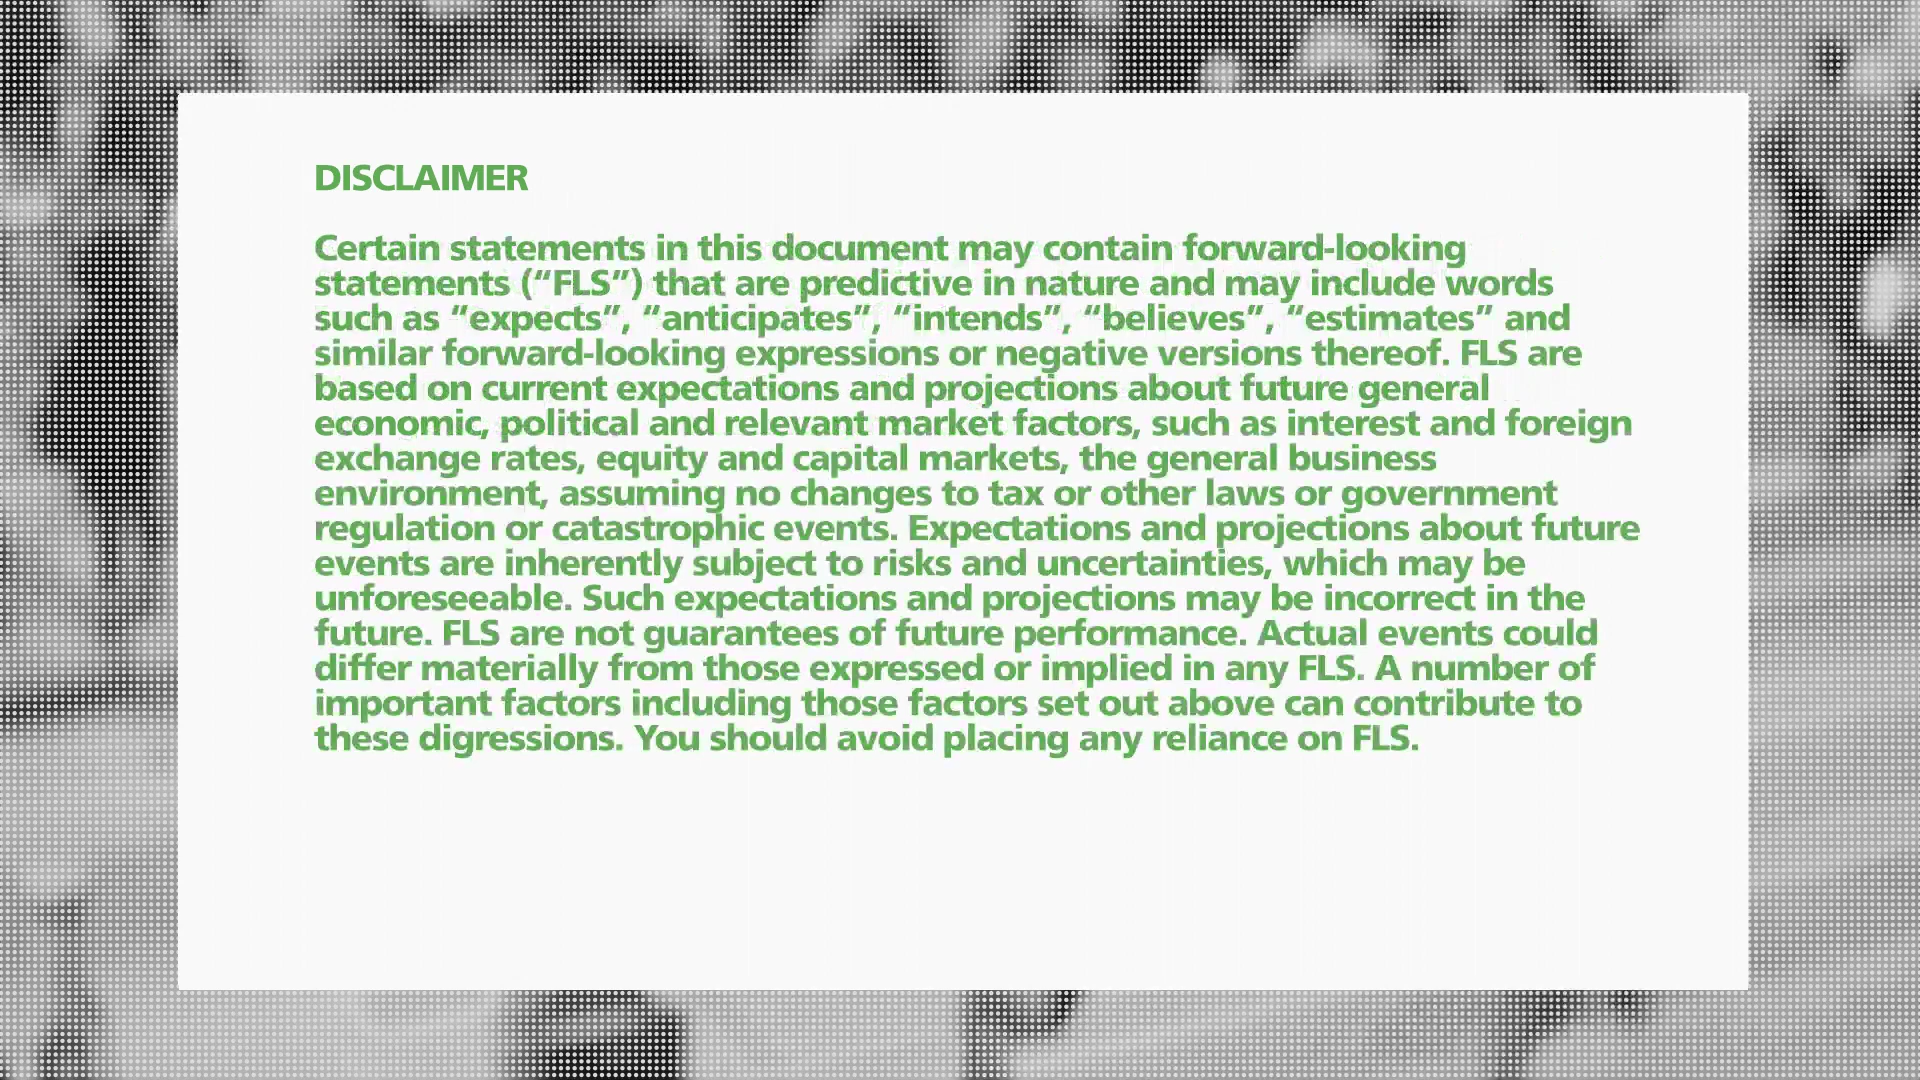 DISCLAIMER
Certain statements in this document may contain forward-looking
statements (“FLS”) that are predictive in nature and may include words
such as “expects”, “anticipates”, “intends”, “believes”, “estimates” and
similar forward-looking expressions or negative versions thereof. FLS are
based on current expectations and projections about future general
economic, political and relevant market factors, such as interest and foreign
exchange rates, equity and capital markets, the general business
environment, assuming no changes to tax or other laws or government
regulation or catastrophic events. Expectations and projections about future
events are inherently subject to risks and uncertainties, which may be
unforeseeable. Such expectations and projections may be incorrect in the
future. FLS are not guarantees of future performance. Actual events could
differ materially from those expressed or implied in any FLS. A number of
important factors including those factors set out above can contribute to
these digressions. You should avoid placing any reliance on FLS.